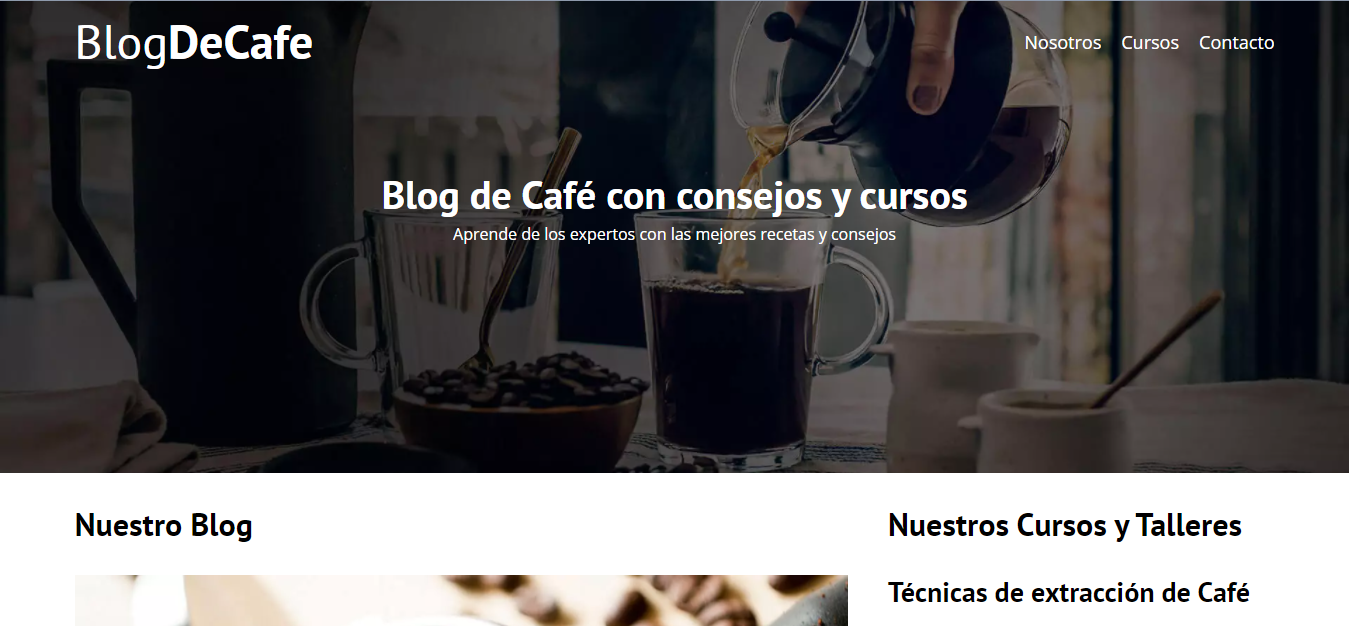 BlogDeCafe
Nosotros Cursos Contacto
Blog de Café con consejos y cursos
Aprende de los expertos con las mejores recetas y consejos
Nuestro Blog
Nuestros Cursos y Talleres
Técnicas de extracción de Café